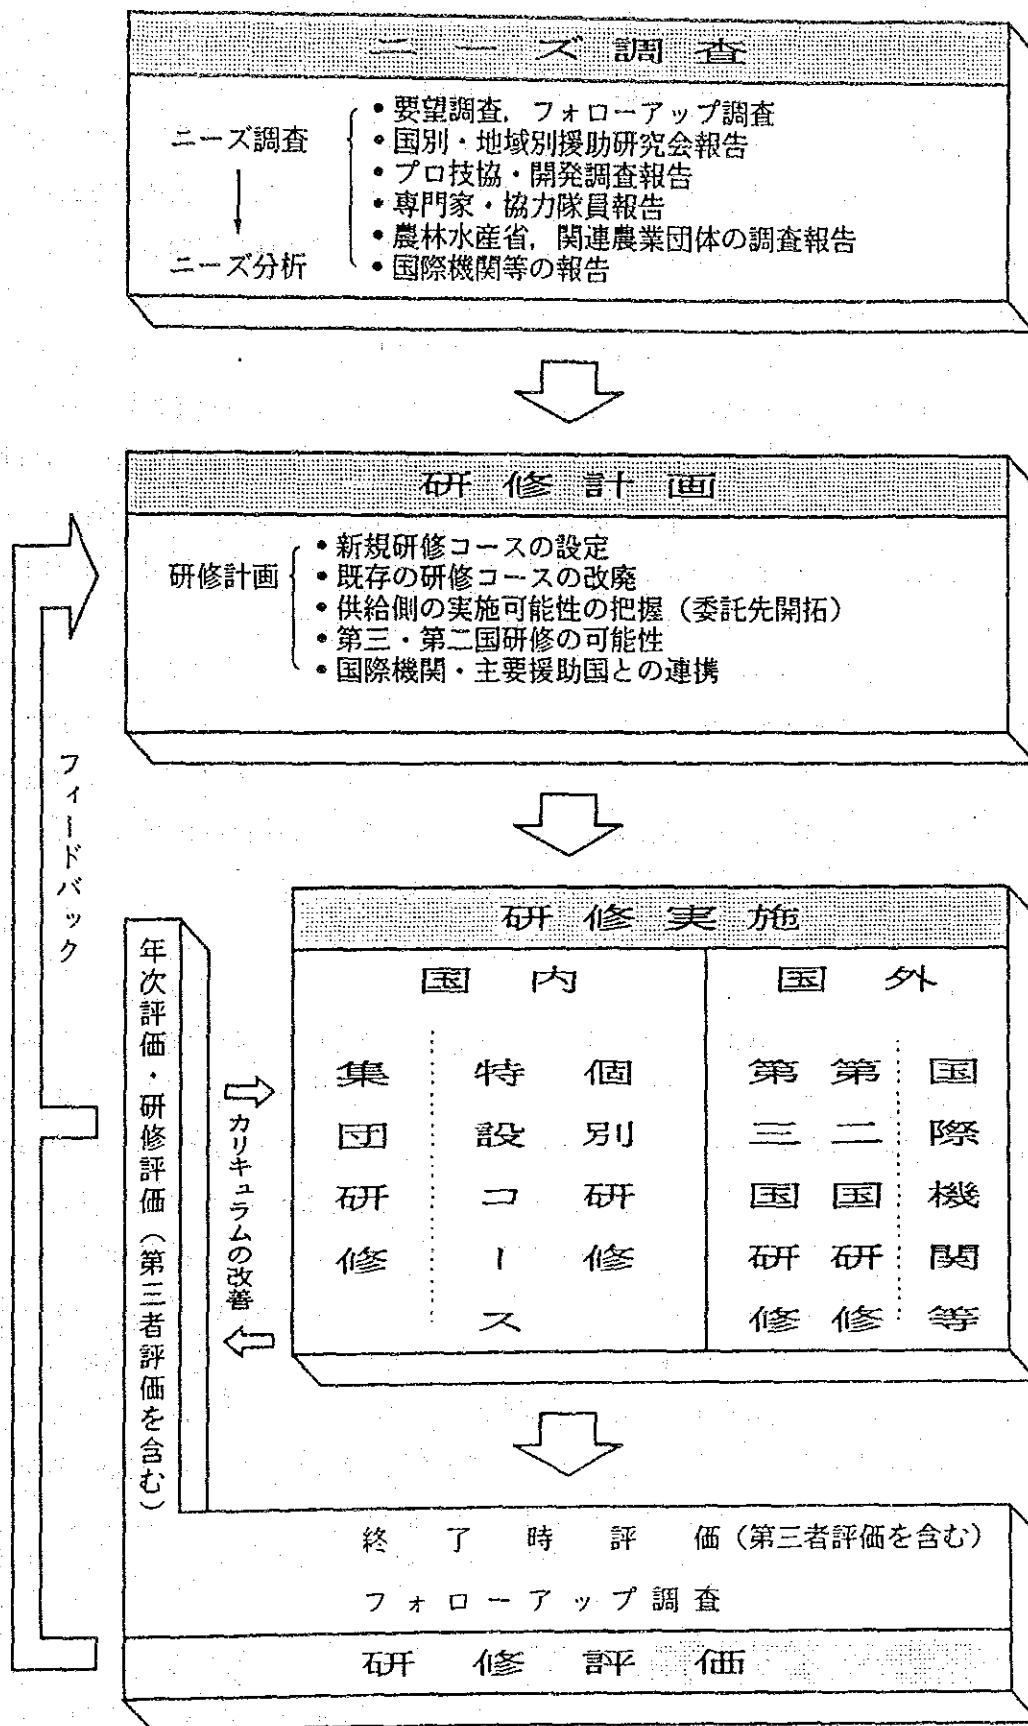 ニーズ調査
ニーズ調査
ニーズ分析
• 要望調査，フォローアップ調査
• 国別・地域別援助研究会報告
• プロ技協・開発調査報告
• 専門家・協力隊員報告
• 農林水産省，関連農業団体の調査報告
• 国際機関等の報告
研修計画
研修計画
• 新規研修コースの設定
• 既存の研修コースの改廃
• 供給側の実施可能性の把握（委託先開拓）
• 第三・第二国研修の可能性
• 国際機関・主要援助国との連携
フィードバック
年次評価・研修評価（第三者評価を含む）
カリキュラムの改善
研修実施
国内
集団研修
特設コース
個別研修
国外
第三国研修
第二国研修
国際機関等
終了時評価（第三者評価を含む）
フォローアップ調査
研修評価